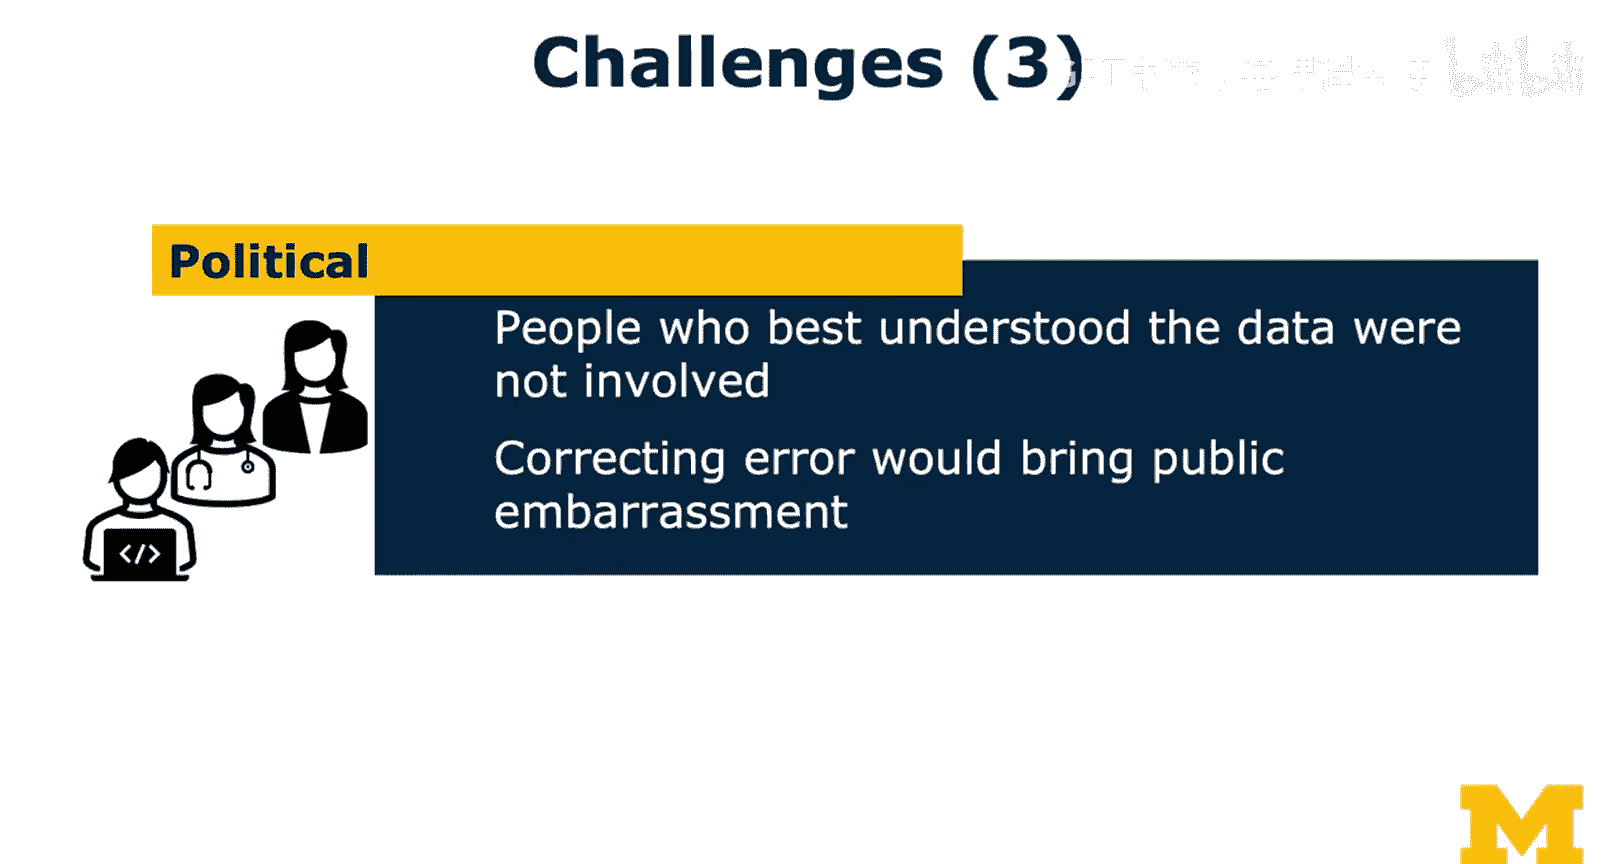 Challenges (3)
Political
People who best understood the data were
not involved
Correcting error would bring public
embarrassment
</>
M